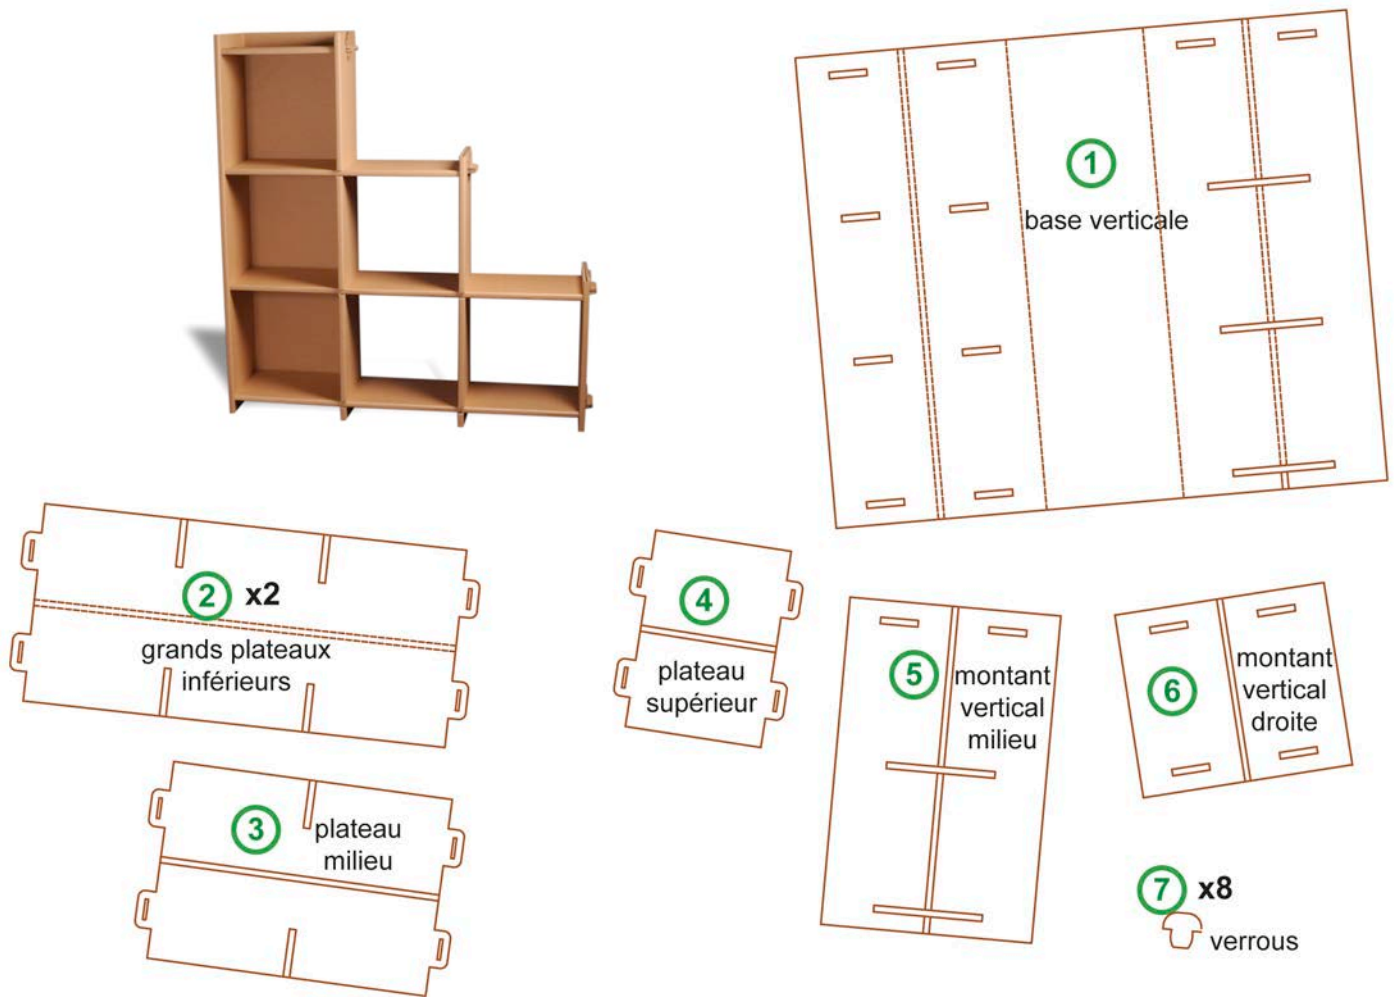 1
base verticale
2 x2
grands plateaux
inférieurs
3
plateau
milieu
4
plateau
supérieur
5
montant
vertical
milieu
6
montant
vertical
droite
7 x8
verrous